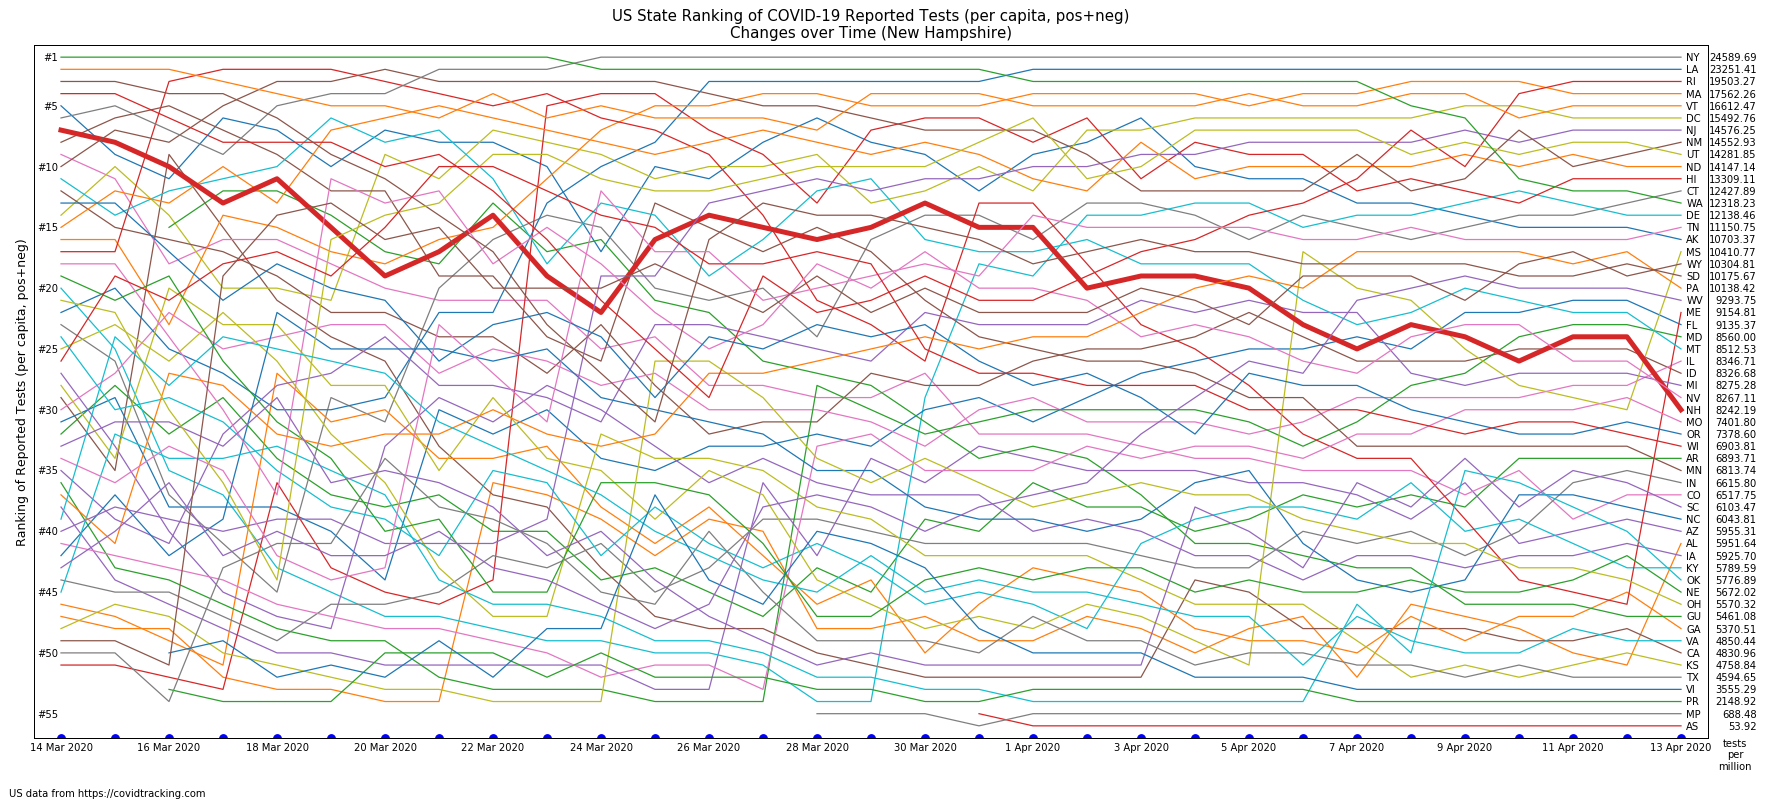 US State Ranking of COVID-19 Reported Tests (per capita, pos+neg)
Changes over Time (New Hampshire)
Ranking of Reported Tests (per capita, pos+neg)
#1
#5
#10
#15
#20
#25
#30
#35
#40
#45
#50
#55
NY 24589.69
LA 23251.41
RI 19503.27
MA 17562.26
VT 16612.47
DC 15492.76
NJ 14576.25
NM 14552.93
UT 14281.85
ND 14147.14
HI 13309.11
CT 12427.89
WA 12318.23
DE 12138.46
TN 11150.75
AK 10703.37
MS 10410.77
WY 10304.81
SD 10175.67
PA 10138.42
WV 9293.75
ME 9154.81
FL 9135.37
MD 8560.00
MT 8512.53
IL 8346.71
ID 8326.68
MI 8275.28
NV 8267.11
NH 8242.19
MO 7401.80
OR 7378.60
WI 6903.81
AR 6893.71
MN 6813.74
IN 6615.80
CO 6517.75
SC 6103.47
NC 6043.81
AZ 5955.31
AL 5951.64
IA 5925.70
KY 5789.59
OK 5776.89
NE 5672.02
OH 5570.32
GU 5461.08
GA 5370.51
VA 4850.44
CA 4830.96
KS 4758.84
TX 4594.65
VI 3555.29
PR 2148.92
MP 688.48
AS 53.92
14 Mar 2020 16 Mar 2020 18 Mar 2020 20 Mar 2020 22 Mar 2020 24 Mar 2020 26 Mar 2020 28 Mar 2020 30 Mar 2020 1 Apr 2020 3 Apr 2020 5 Apr 2020 7 Apr 2020 9 Apr 2020 11 Apr 2020 13 Apr 2020
tests
per
million
US data from https://covidtracking.com